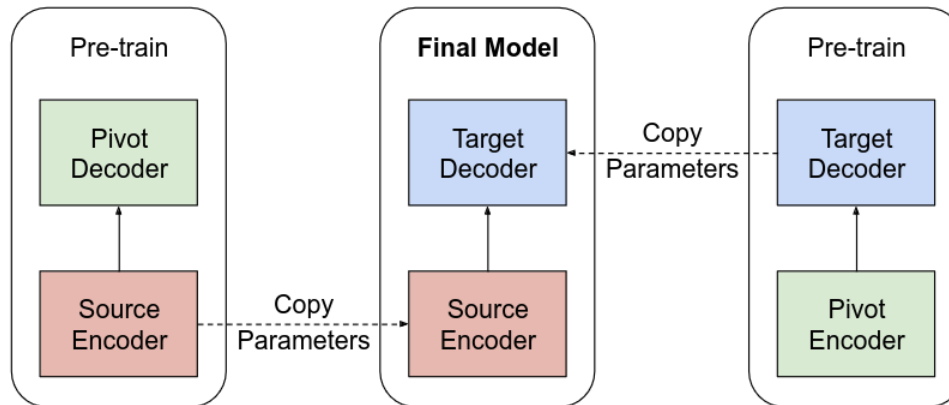 Pre-train
Pivot
Decoder
Source
Encoder
Copy
Parameters
Final Model
Target
Decoder
Source
Encoder
Copy
Parameters
Pre-train
Target
Decoder
Pivot
Encoder